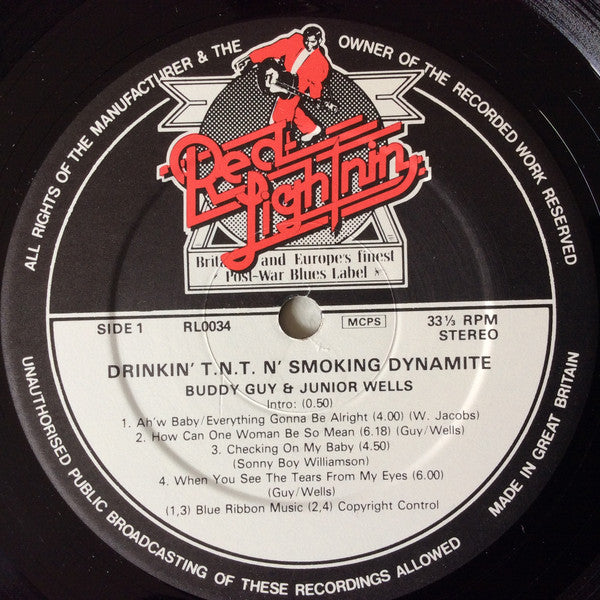 ALL RIGHTS OF THE MANUFACTURER & THE OWNER OF THE RECORDED WORK RESERVED
Red
Lightnin'
Britain's and Europe's finest
Post-War Blues Label
SIDE 1 RL0034 MCPS 33⅓ RPM
STEREO
DRINKIN' T.N.T. N' SMOKING DYNAMITE
BUDDY GUY & JUNIOR WELLS
Intro: (0.50)
1. Ah'w Baby/Everything Gonna Be Alright (4.00) (W. Jacobs)
2. How Can One Woman Be So Mean (6.18) (Guy/Wells)
3. Checking On My Baby (4.50)
(Sonny Boy Williamson)
4. When You See The Tears From My Eyes (6.00)
(Guy/Wells)
(1,3) Blue Ribbon Music (2,4) Copyright Control
UNAUTHORISED PUBLIC BROADCASTING OF THESE RECORDINGS ALLOWED
MADE IN GREAT BRITAIN